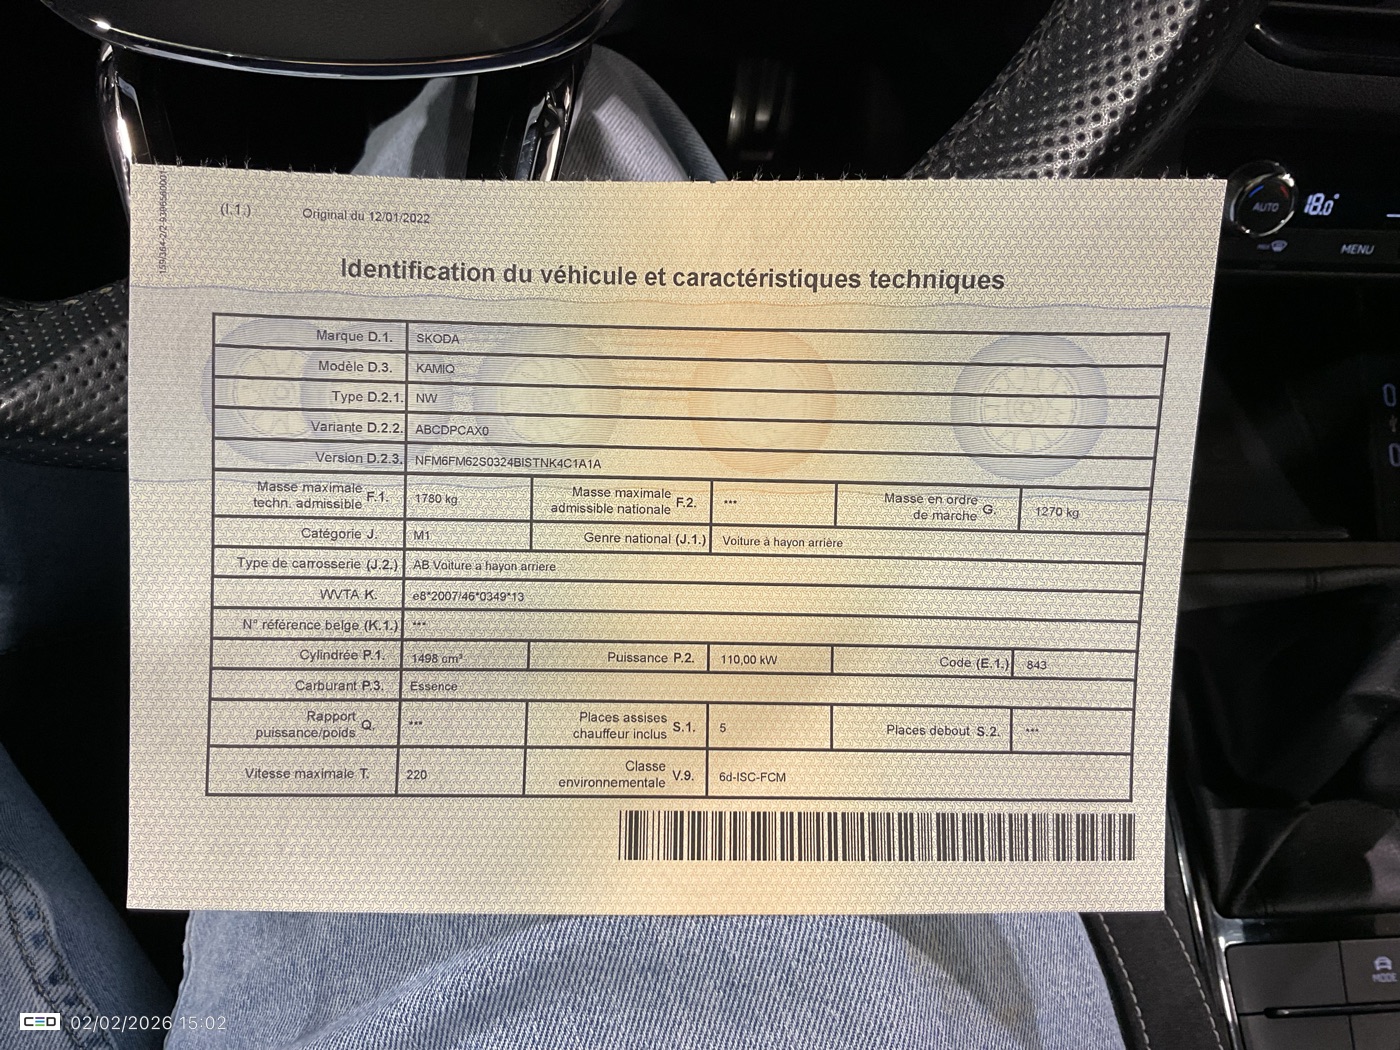 159/364-2/2-9386560001-
(I.1.) Original du 12/01/2022
Identification du véhicule et caractéristiques techniques
Marque D.1. SKODA
Modèle D.3. KAMIQ
Type D.2.1. NW
Variante D.2.2. ABCDPCAX0
Version D.2.3. NFM6FM62S0324BISTNK4C1A1A
Masse maximale techn. admissible F.1. 1780 kg Masse maximale admissible nationale F.2. *** Masse en ordre de marche G. 1270 kg
Catégorie J. M1 Genre national (J.1.) Voiture à hayon arrière
Type de carrosserie (J.2.) AB Voiture a hayon arriere
WVTA K. e8*2007/46*0349*13
N° référence belge (K.1.) ***
Cylindrée P.1. 1498 cm³ Puissance P.2. 110,00 kW Code (E.1.) 843
Carburant P.3. Essence
Rapport puissance/poids Q. *** Places assises chauffeur inclus S.1. 5 Places debout S.2. ***
Vitesse maximale T. 220 Classe environnementale V.9. 6d-ISC-FCM
AUTO 18.0°
MENU
MODE
CED 02/02/2026 15:02